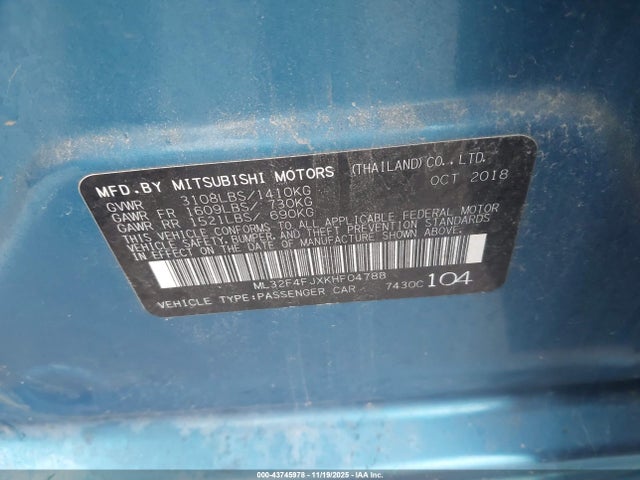 MFD. BY MITSUBISHI MOTORS (THAILAND) CO., LTD.
GVWR 3108LBS/1410KG OCT 2018
GAWR FR 1609LBS/ 730KG
GAWR RR 1521LBS/ 690KG
THIS VEHICLE CONFORMS TO ALL APPLICABLE FEDERAL MOTOR
VEHICLE SAFETY, BUMPER, AND THEFT PREVENTION STANDARDS
IN EFFECT ON THE DATE OF MANUFACTURE SHOWN ABOVE.
ML32F4FJXKHF04788
VEHICLE TYPE:PASSENGER CAR 7430C 104
000-43745978 - 11/19/2025 - © IAA Inc.